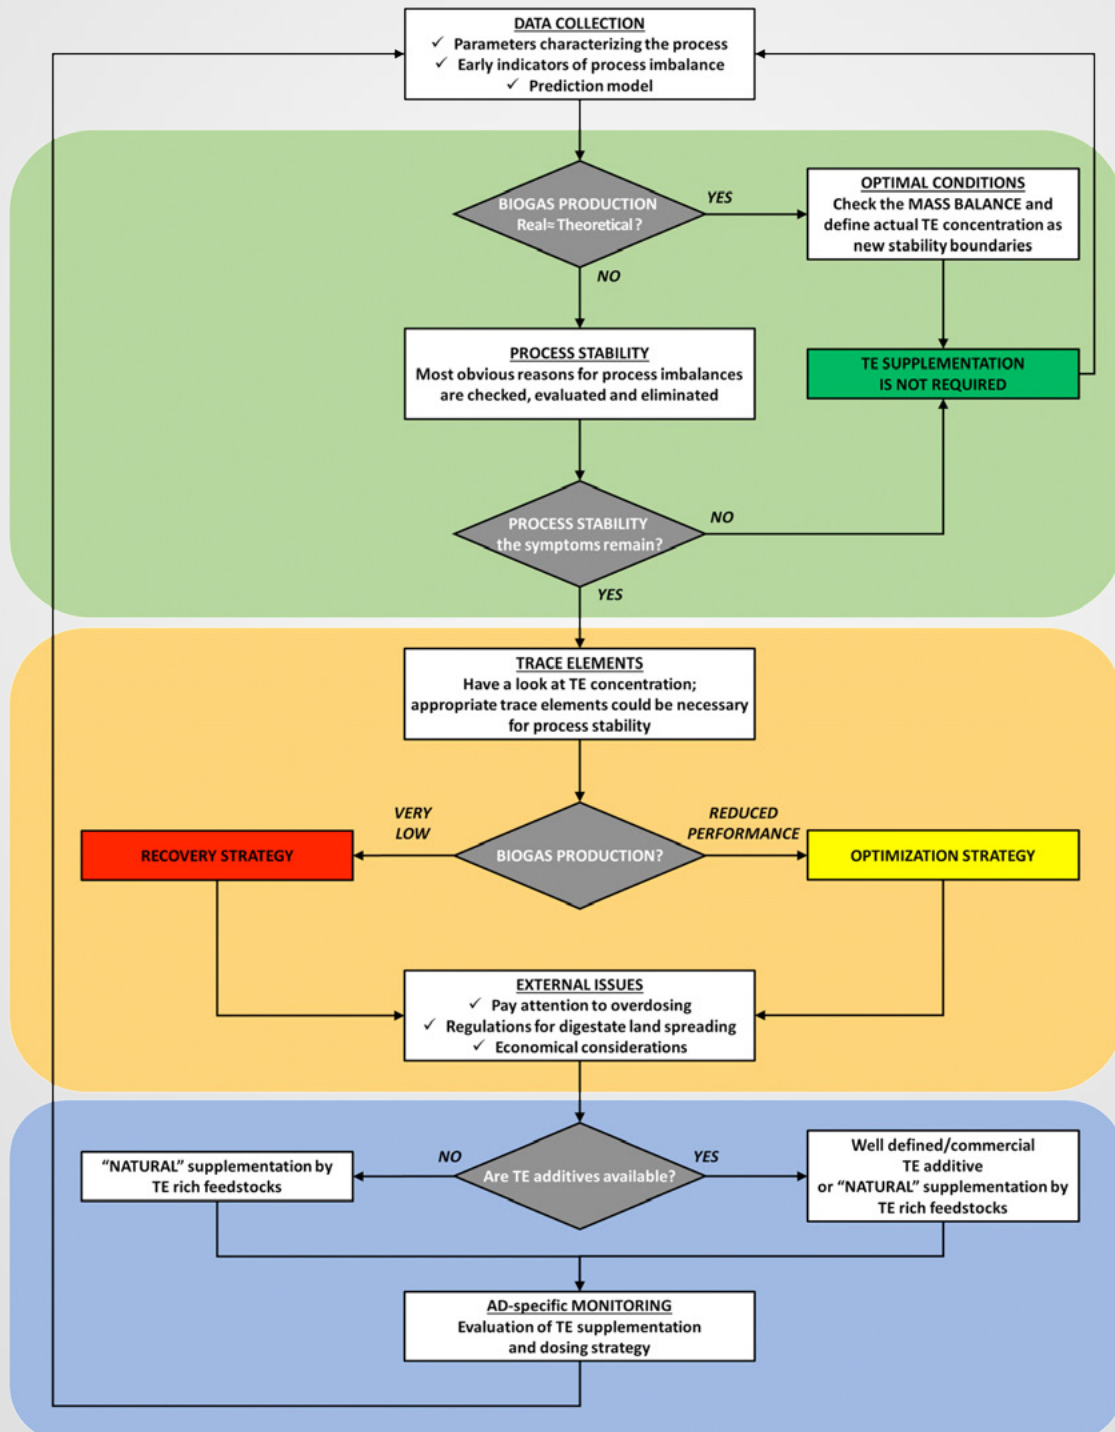 DATA COLLECTION
✓ Parameters characterizing the process
✓ Early indicators of process imbalance
✓ Prediction model
BIOGAS PRODUCTION
Real≈ Theoretical ?
YES
OPTIMAL CONDITIONS
Check the MASS BALANCE and
define actual TE concentration as
new stability boundaries
NO
PROCESS STABILITY
Most obvious reasons for process imbalances
are checked, evaluated and eliminated
TE SUPPLEMENTATION
IS NOT REQUIRED
PROCESS STABILITY
the symptoms remain?
NO
YES
TRACE ELEMENTS
Have a look at TE concentration;
appropriate trace elements could be necessary
for process stability
VERY
LOW
REDUCED
PERFORMANCE
RECOVERY STRATEGY
BIOGAS PRODUCTION?
OPTIMIZATION STRATEGY
EXTERNAL ISSUES
✓ Pay attention to overdosing
✓ Regulations for digestate land spreading
✓ Economical considerations
NO
YES
"NATURAL" supplementation by
TE rich feedstocks
Are TE additives available?
Well defined/commercial
TE additive
or "NATURAL" supplementation by
TE rich feedstocks
AD-specific MONITORING
Evaluation of TE supplementation
and dosing strategy